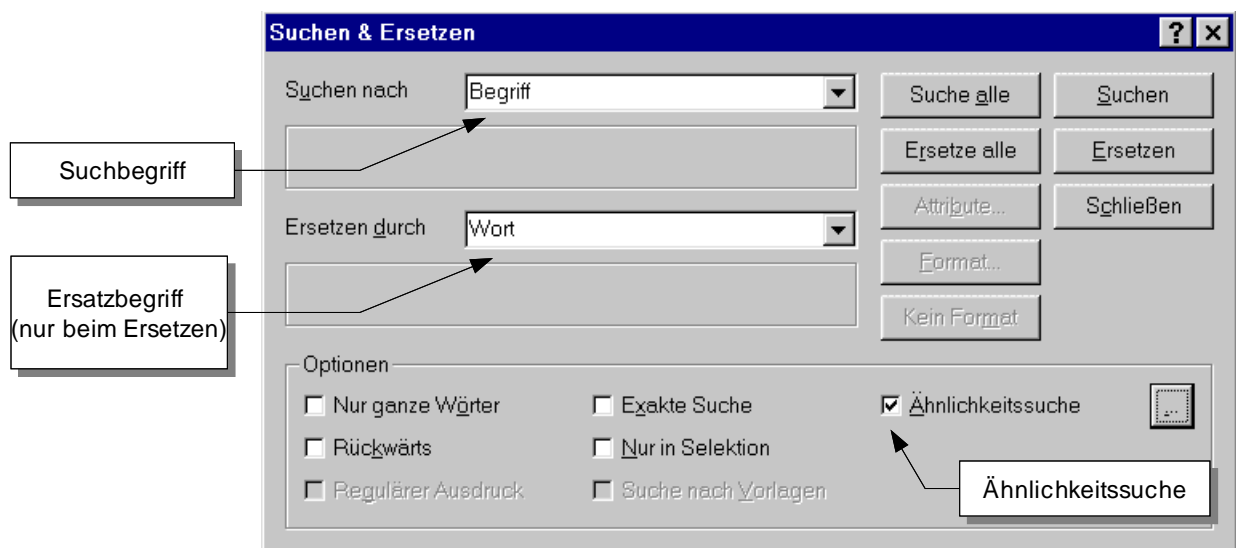 Suchen & Ersetzen
Suchen nach
Begriff
Suche alle
Suchen
Suchbegriff
Ersetze alle
Ersetzen
Attribute...
Schließen
Ersetzen durch
Wort
Format...
Ersatzbegriff
(nur beim Ersetzen)
Kein Format
Optionen
Nur ganze Wörter
Exakte Suche
Ähnlichkeitssuche
...
Rückwärts
Nur in Selektion
Regulärer Ausdruck
Suche nach Vorlagen
Ähnlichkeitssuche